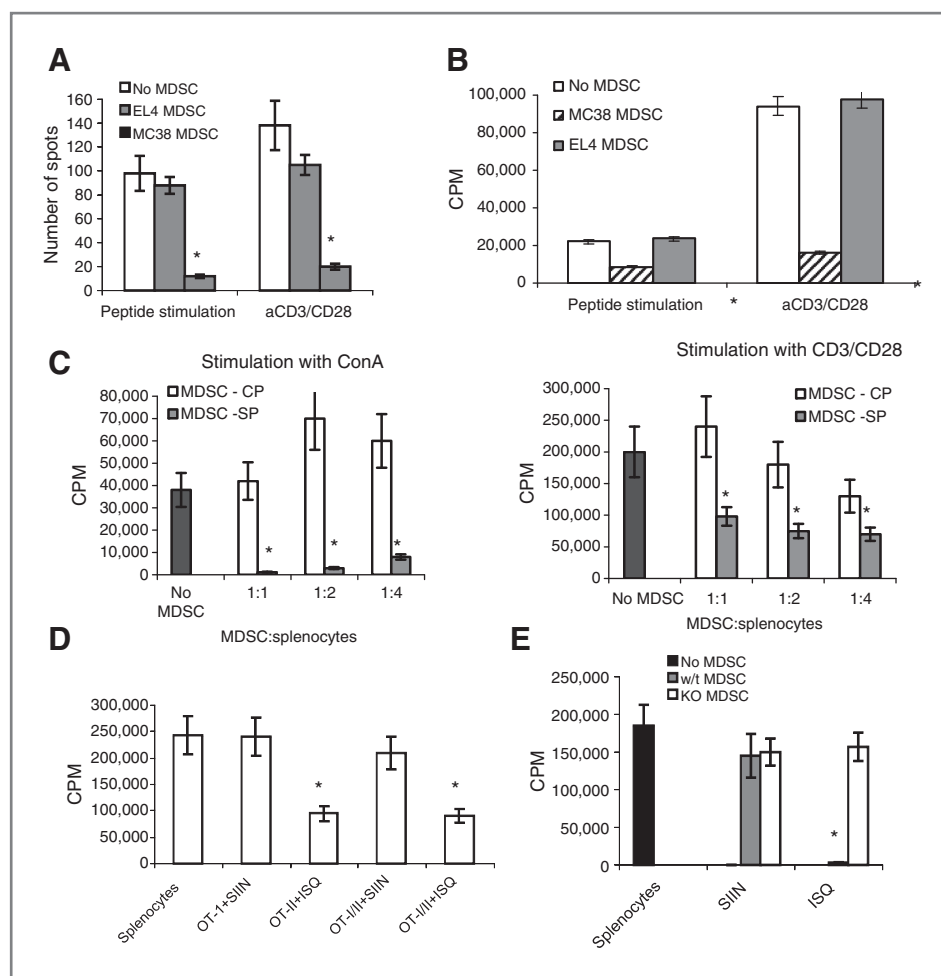 A
No MDSC
EL4 MDSC
MC38 MDSC
Number of spots
160
140
120
100
80
60
40
20
0
Peptide stimulation
aCD3/CD28
*
*
B
No MDSC
MC38 MDSC
EL4 MDSC
CPM
100,000
80,000
60,000
40,000
20,000
0
Peptide stimulation
*
aCD3/CD28
*
C
Stimulation with ConA
MDSC - CP
MDSC -SP
CPM
80,000
70,000
60,000
50,000
40,000
30,000
20,000
10,000
0
*
*
*
No MDSC
1:1
1:2
1:4
MDSC:splenocytes
Stimulation with CD3/CD28
MDSC - CP
MDSC -SP
CPM
300,000
250,000
200,000
150,000
100,000
50,000
0
*
*
*
No MDSC
1:1
1:2
1:4
MDSC:splenocytes
D
CPM
300,000
250,000
200,000
150,000
100,000
50,000
0
*
*
Splenocytes
OT-1+SIIN
OT-II+ISQ
OT-I/II+SIIN
OT-I/II+ISQ
E
No MDSC
w/t MDSC
KO MDSC
CPM
250,000
200,000
150,000
100,000
50,000
0
*
Splenocytes
SIIN
ISQ